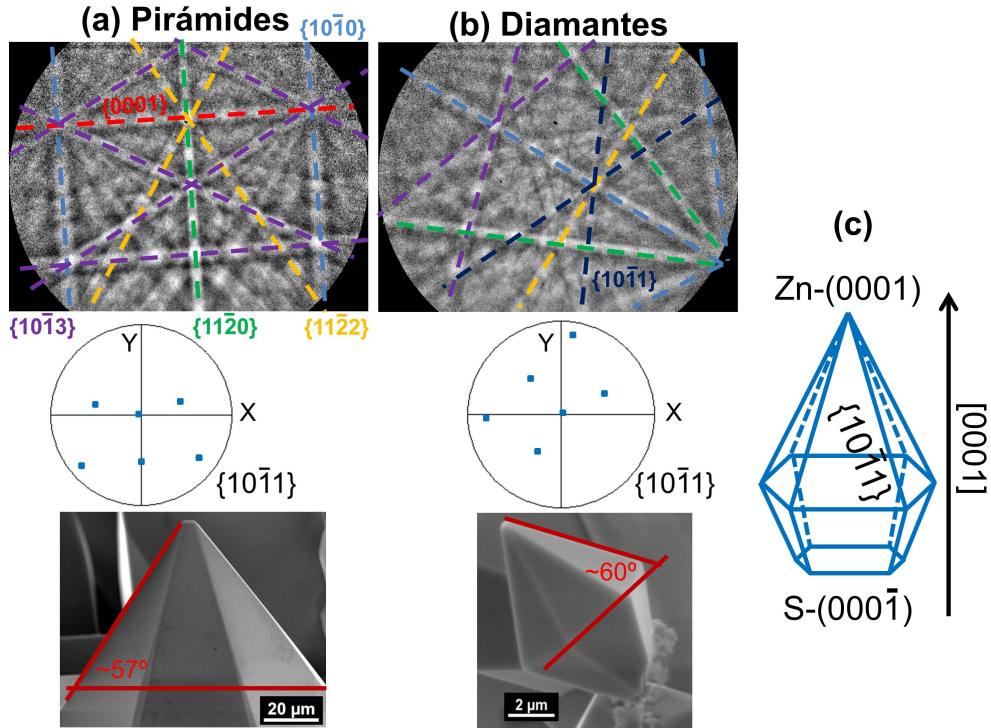 (a) Pirámides
{101̄0}
(b) Diamantes
{0001}
{101̄1}
{101̄3}
{112̄0}
{112̄2}
(c)
Zn-(0001)
Y
X
{101̄1}
Y
X
{101̄1}
{101̄1}
[0001]
S-(0001̄)
~57º
20 µm
~60º
2 µm